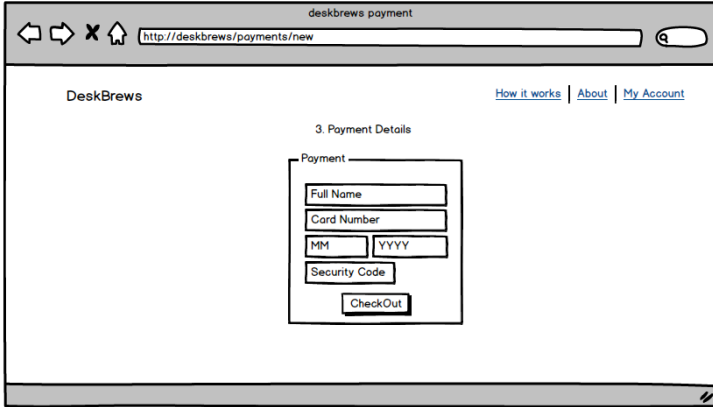 deskbrews payment
http://deskbrews/payments/new
DeskBrews
How it works | About | My Account
3. Payment Details
Payment
Full Name
Card Number
MM YYYY
Security Code
CheckOut